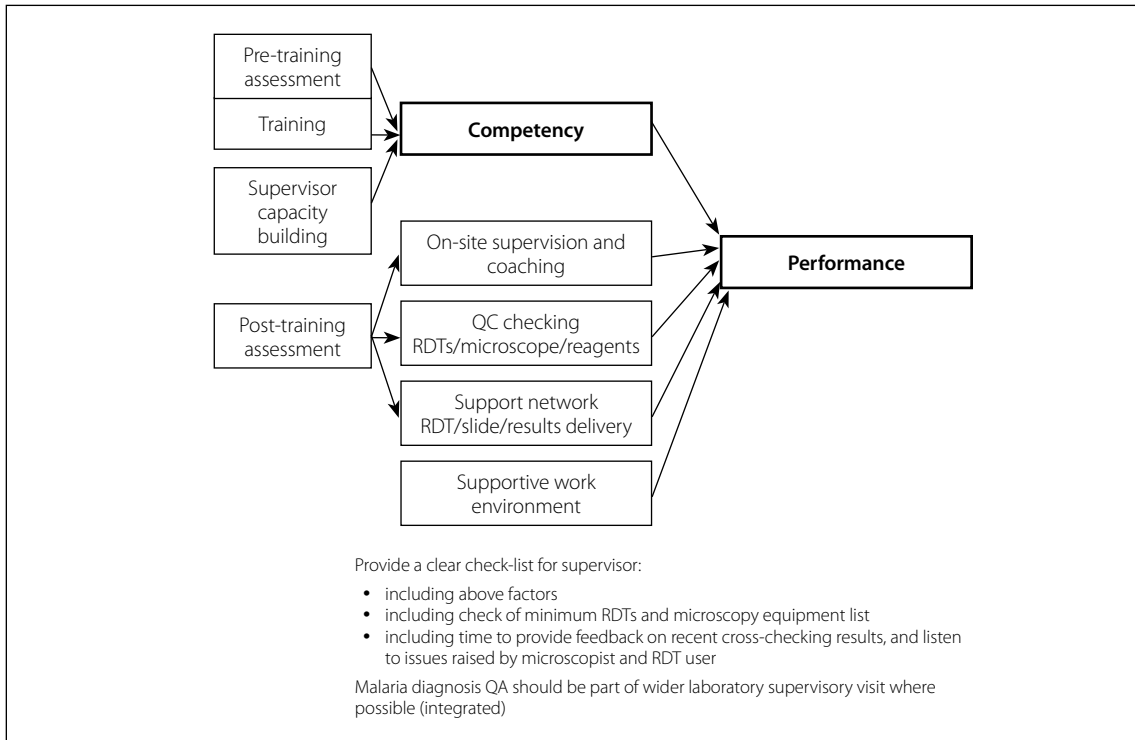 Pre-training
assessment
Training
Competency
Supervisor
capacity
building
On-site supervision and
coaching
Performance
Post-training
assessment
QC checking
RDTs/microscope/reagents
Support network
RDT/slide/results delivery
Supportive work
environment
Provide a clear check-list for supervisor:
• including above factors
• including check of minimum RDTs and microscopy equipment list
• including time to provide feedback on recent cross-checking results, and listen
to issues raised by microscopist and RDT user
Malaria diagnosis QA should be part of wider laboratory supervisory visit where
possible (integrated)